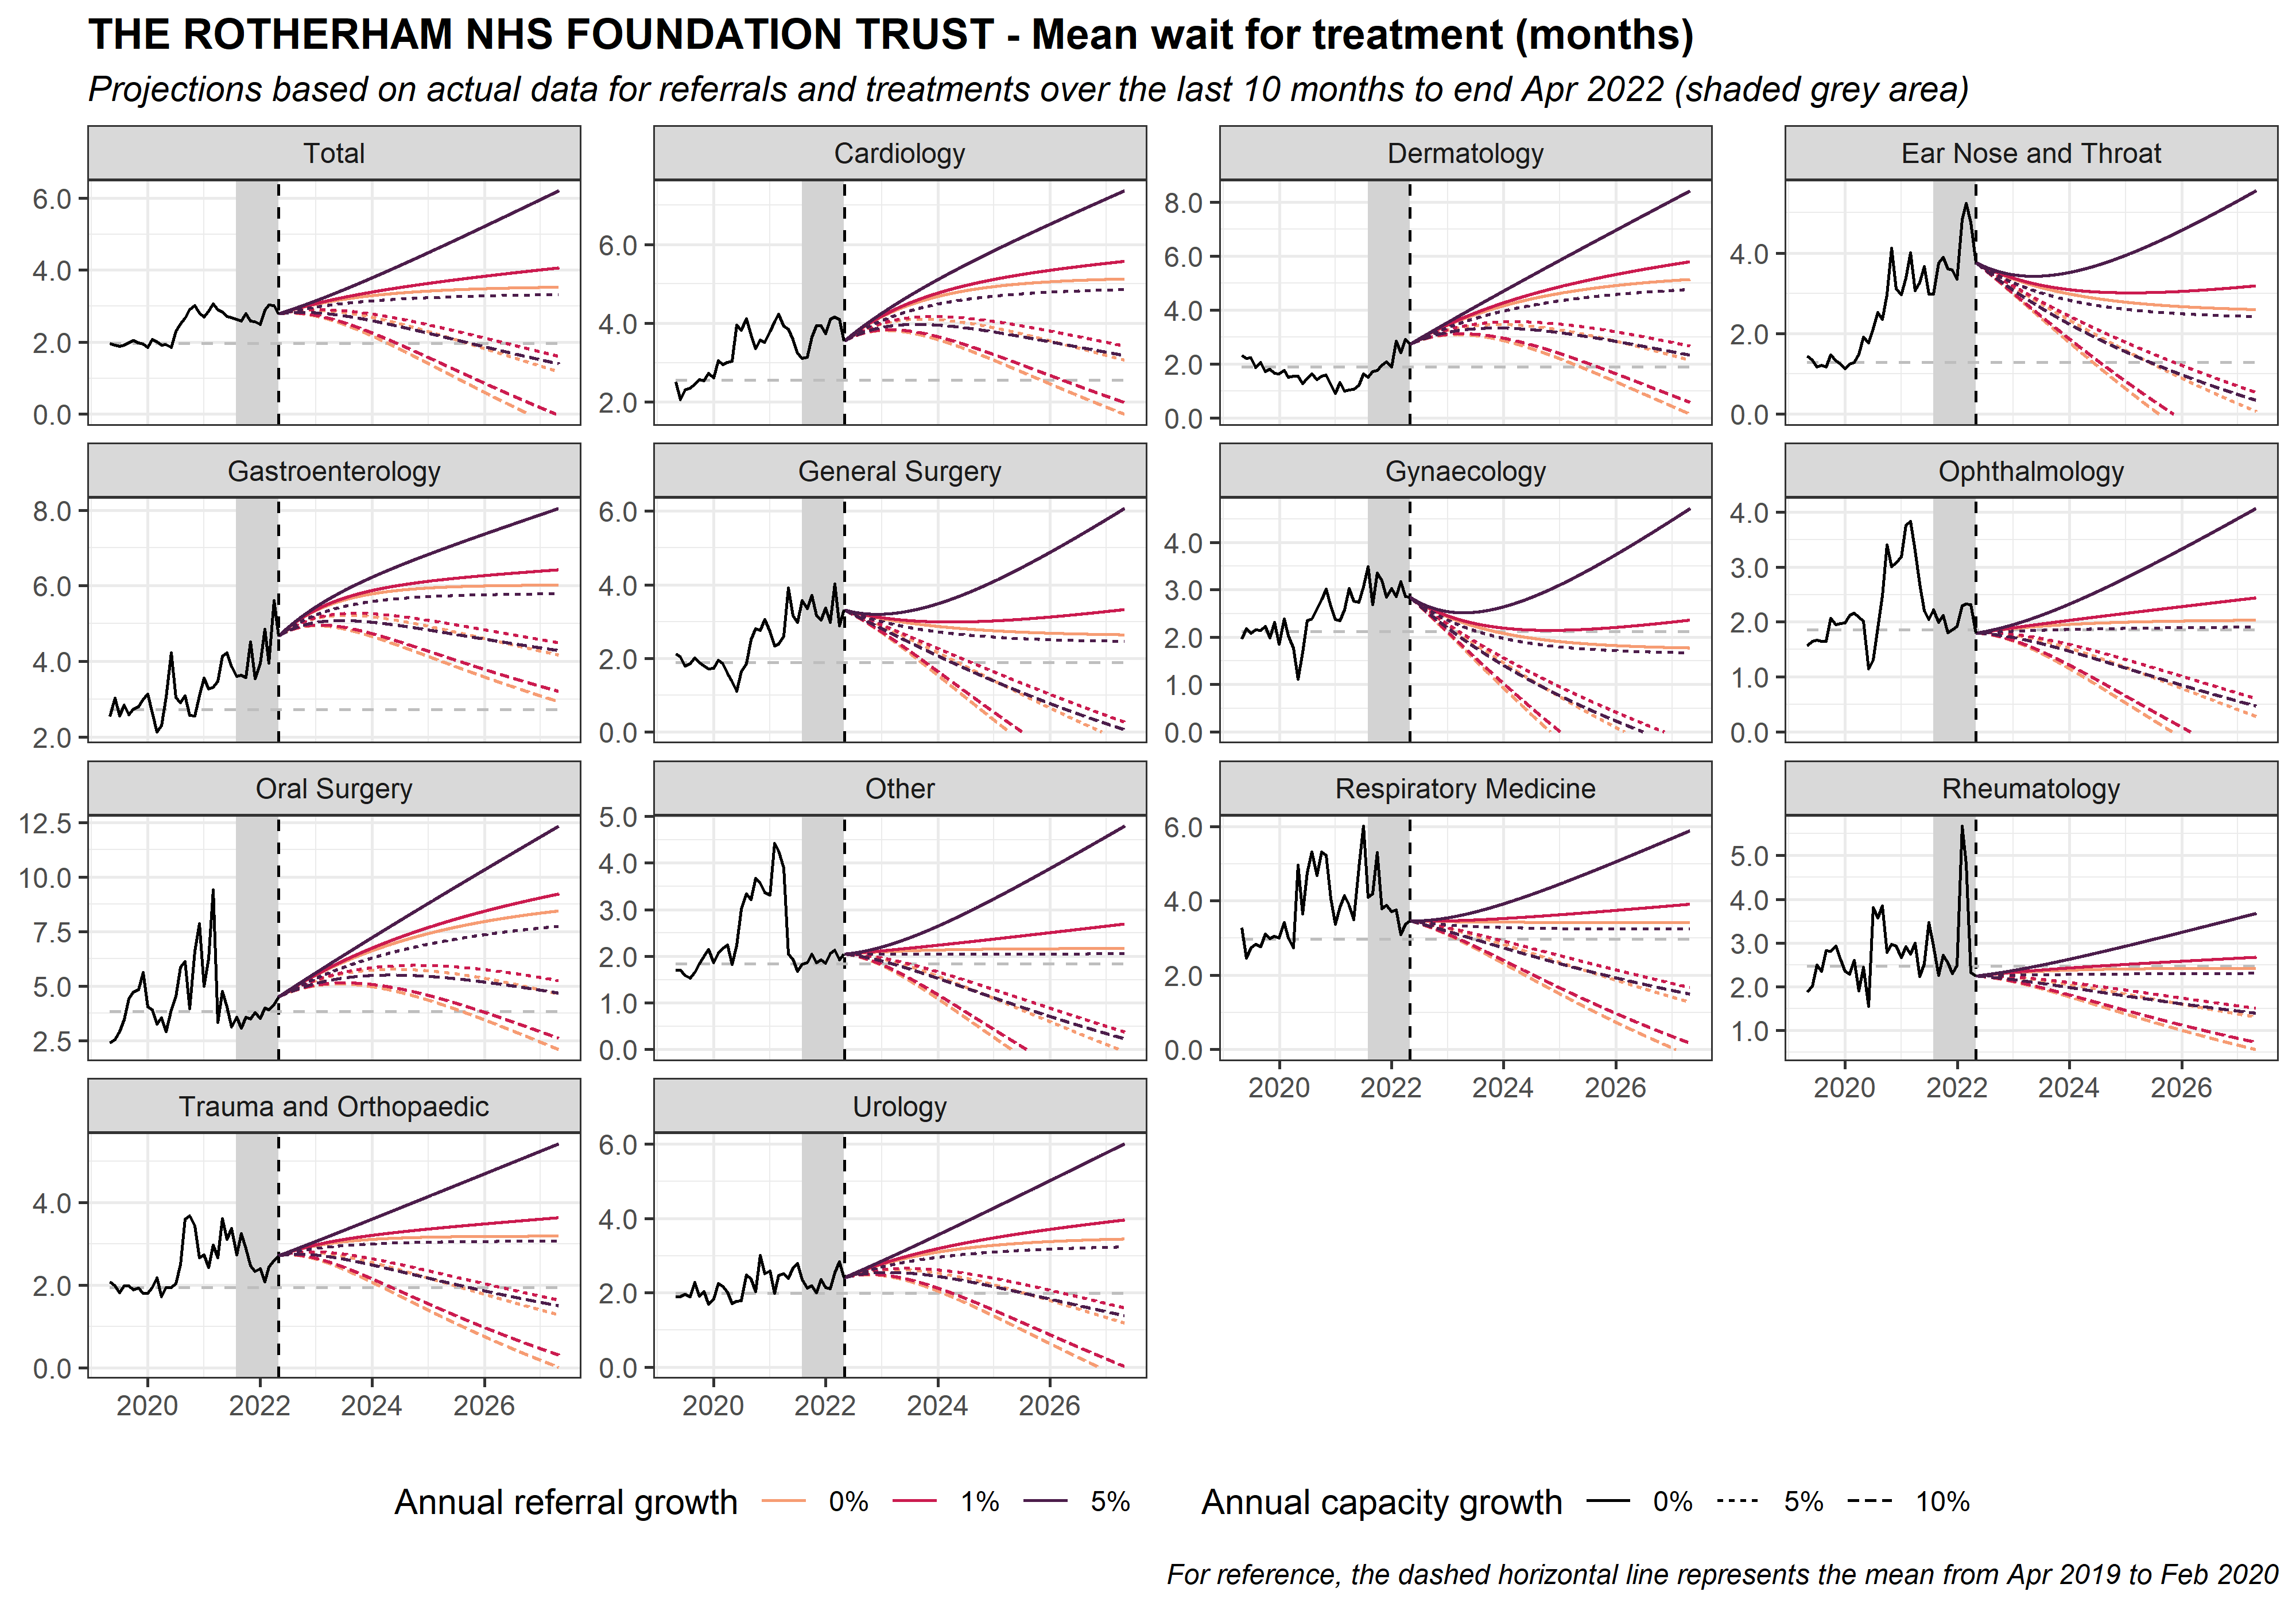 THE ROTHERHAM NHS FOUNDATION TRUST - Mean wait for treatment (months)
Projections based on actual data for referrals and treatments over the last 10 months to end Apr 2022 (shaded grey area)
Total
Cardiology
Dermatology
Ear Nose and Throat
6.0
4.0
2.0
0.0
6.0
4.0
2.0
8.0
6.0
4.0
2.0
0.0
4.0
2.0
0.0
Gastroenterology
General Surgery
Gynaecology
Ophthalmology
8.0
6.0
4.0
2.0
6.0
4.0
2.0
0.0
4.0
3.0
2.0
1.0
0.0
4.0
3.0
2.0
1.0
0.0
Oral Surgery
Other
Respiratory Medicine
Rheumatology
12.5
10.0
7.5
5.0
2.5
5.0
4.0
3.0
2.0
1.0
0.0
6.0
4.0
2.0
0.0
5.0
4.0
3.0
2.0
1.0
2020 2022 2024 2026
2020 2022 2024 2026
Trauma and Orthopaedic
Urology
4.0
2.0
0.0
6.0
4.0
2.0
0.0
2020 2022 2024 2026
2020 2022 2024 2026
Annual referral growth 0% 1% 5%
Annual capacity growth 0% 5% 10%
For reference, the dashed horizontal line represents the mean from Apr 2019 to Feb 2020